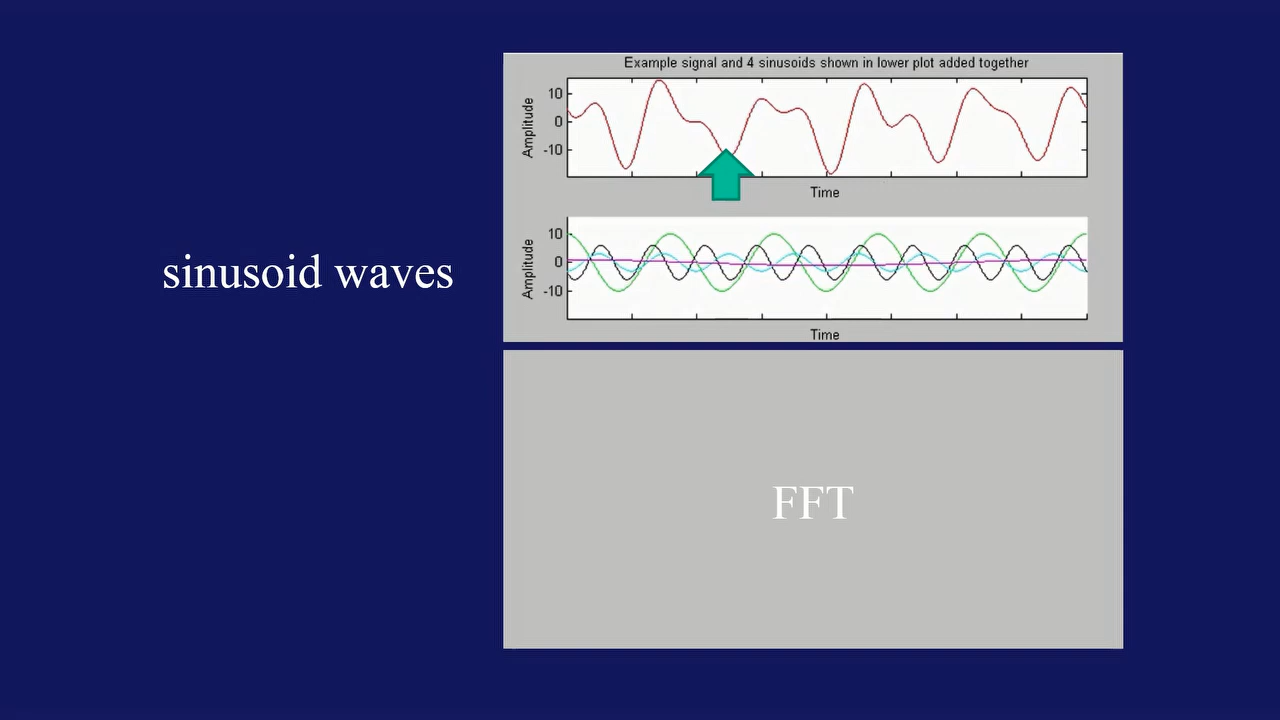 Example signal and 4 sinusoids shown in lower plot added together
Amplitude
10
0
-10
Time
sinusoid waves
Amplitude
10
0
-10
Time
FFT